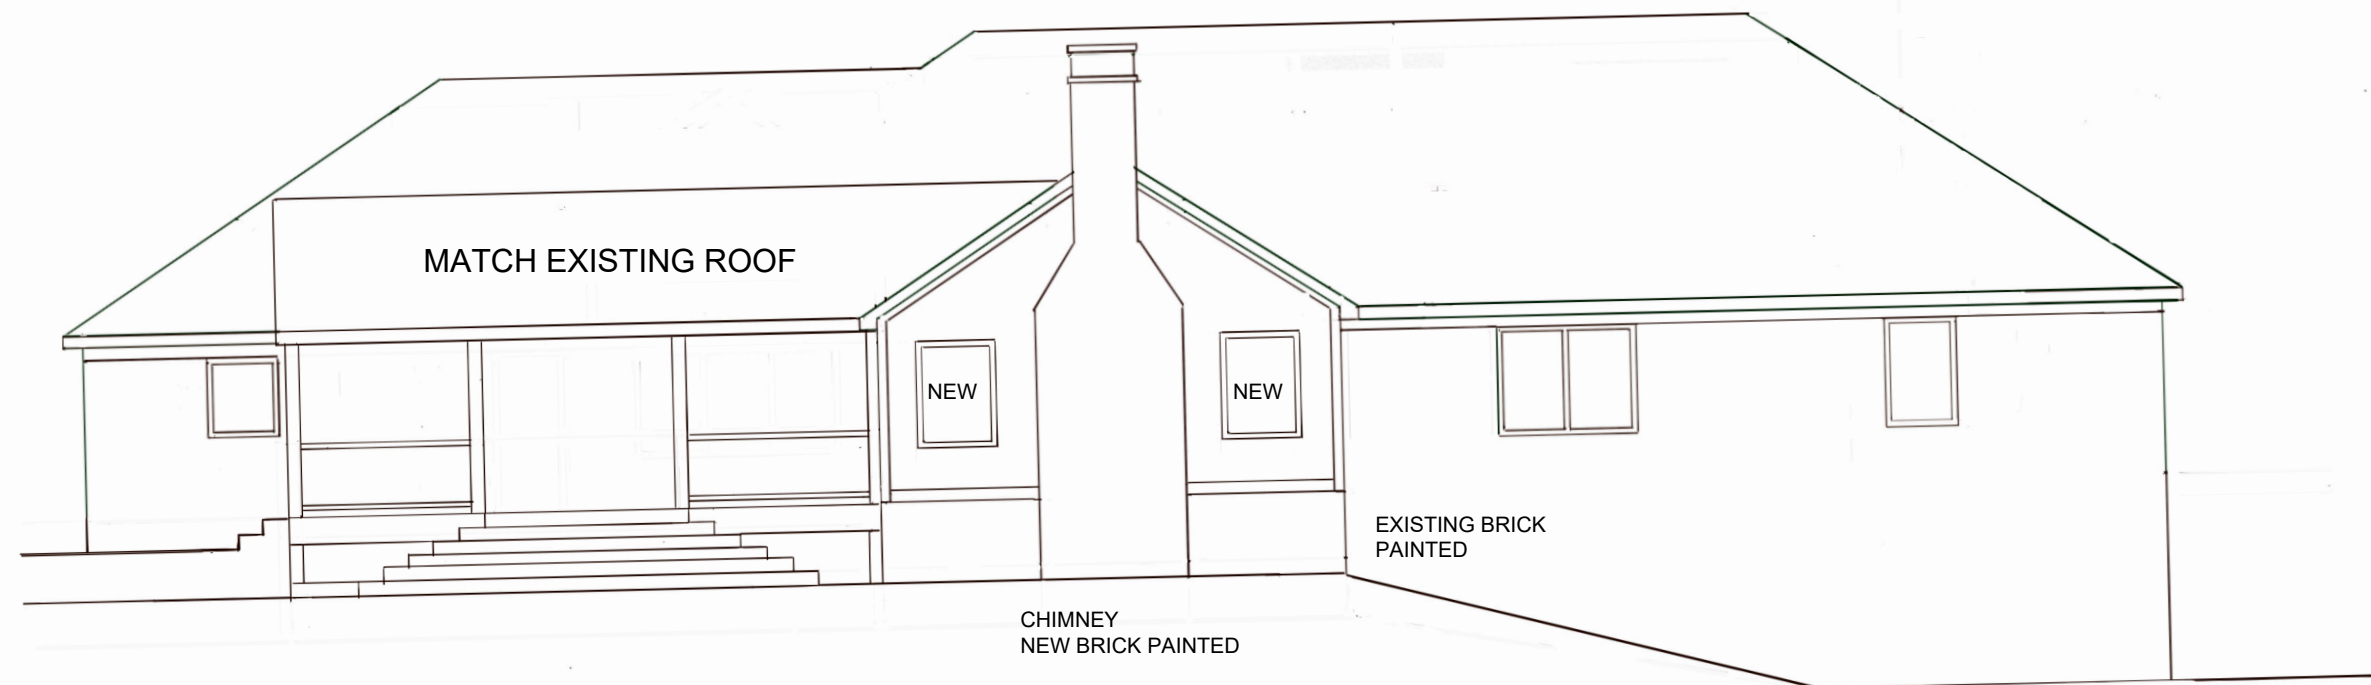 MATCH EXISTING ROOF
NEW
NEW
EXISTING BRICK
PAINTED
CHIMNEY
NEW BRICK PAINTED